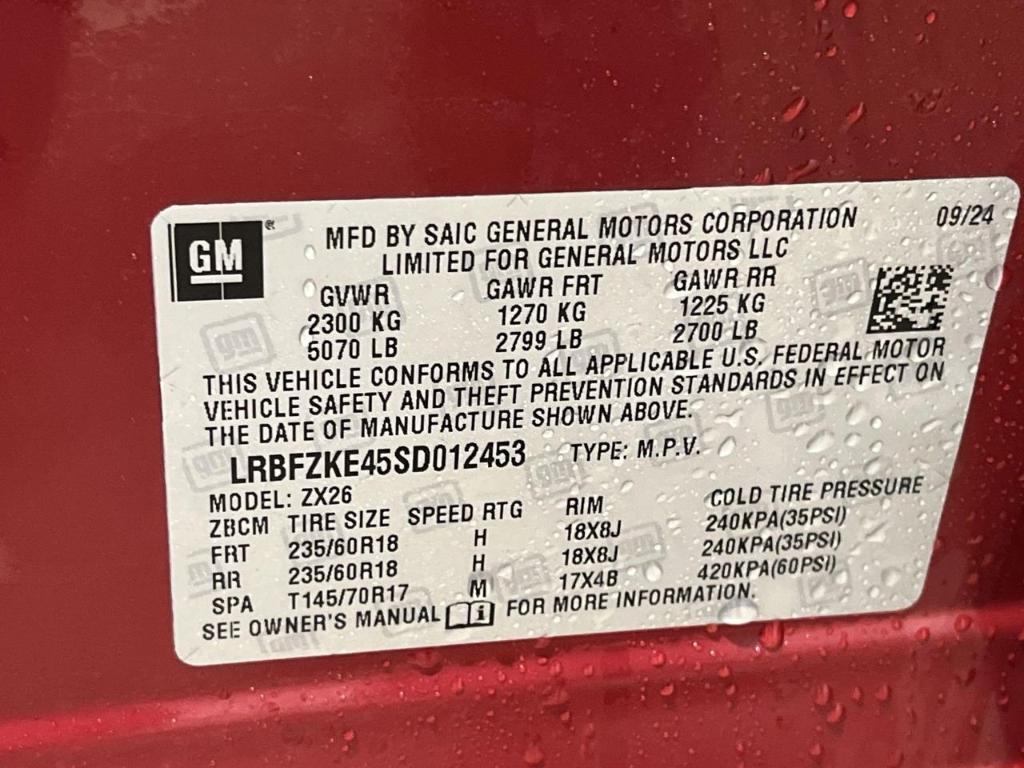 GM ®
MFD BY SAIC GENERAL MOTORS CORPORATION 09/24
LIMITED FOR GENERAL MOTORS LLC
GVWR GAWR FRT GAWR RR
2300 KG 1270 KG 1225 KG
5070 LB 2799 LB 2700 LB
THIS VEHICLE CONFORMS TO ALL APPLICABLE U.S. FEDERAL MOTOR
VEHICLE SAFETY AND THEFT PREVENTION STANDARDS IN EFFECT ON
THE DATE OF MANUFACTURE SHOWN ABOVE.
LRBFZKE45SD012453 TYPE: M.P.V.
MODEL: ZX26
ZBCM TIRE SIZE SPEED RTG RIM COLD TIRE PRESSURE
FRT 235/60R18 H 18X8J 240KPA(35PSI)
RR 235/60R18 H 18X8J 240KPA(35PSI)
SPA T145/70R17 M 17X4B 420KPA(60PSI)
SEE OWNER'S MANUAL i FOR MORE INFORMATION.